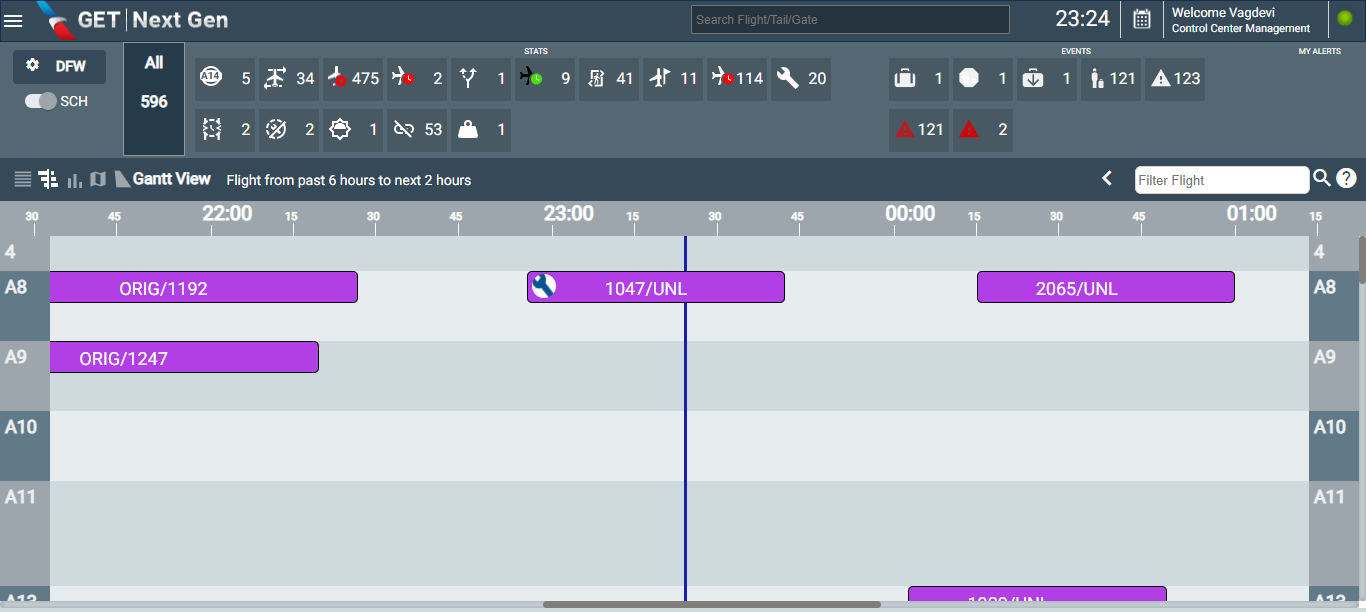 GET | Next Gen
Search Flight/Tail/Gate
23:24
Welcome Vagdevi
Control Center Management
DFW
SCH
All
596
STATS
A14 5 34 475 2 1 9 41 11 114 20
2 2 1 53 1
EVENTS
1 1 1 121 123
121 2
MY ALERTS
Gantt View
Flight from past 6 hours to next 2 hours
Filter Flight
?
30 45 22:00 15 30 45 23:00 15 30 45 00:00 15 30 45 01:00 15
4 4
A8 ORIG/1192 1047/UNL 2065/UNL A8
A9 ORIG/1247 A9
A10 A10
A11 A11